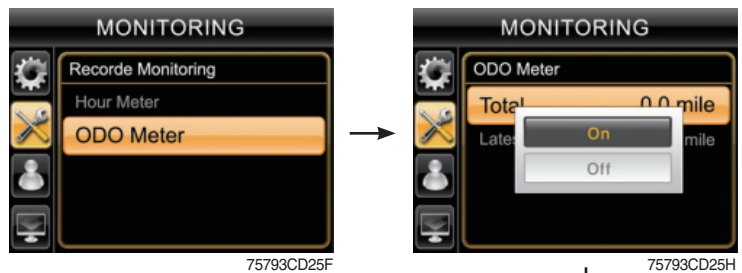 MONITORING
Recorde Monitoring
Hour Meter
ODO Meter
75793CD25F
MONITORING
ODO Meter
Total 0.0 mile
mile
On
Off
75793CD25H